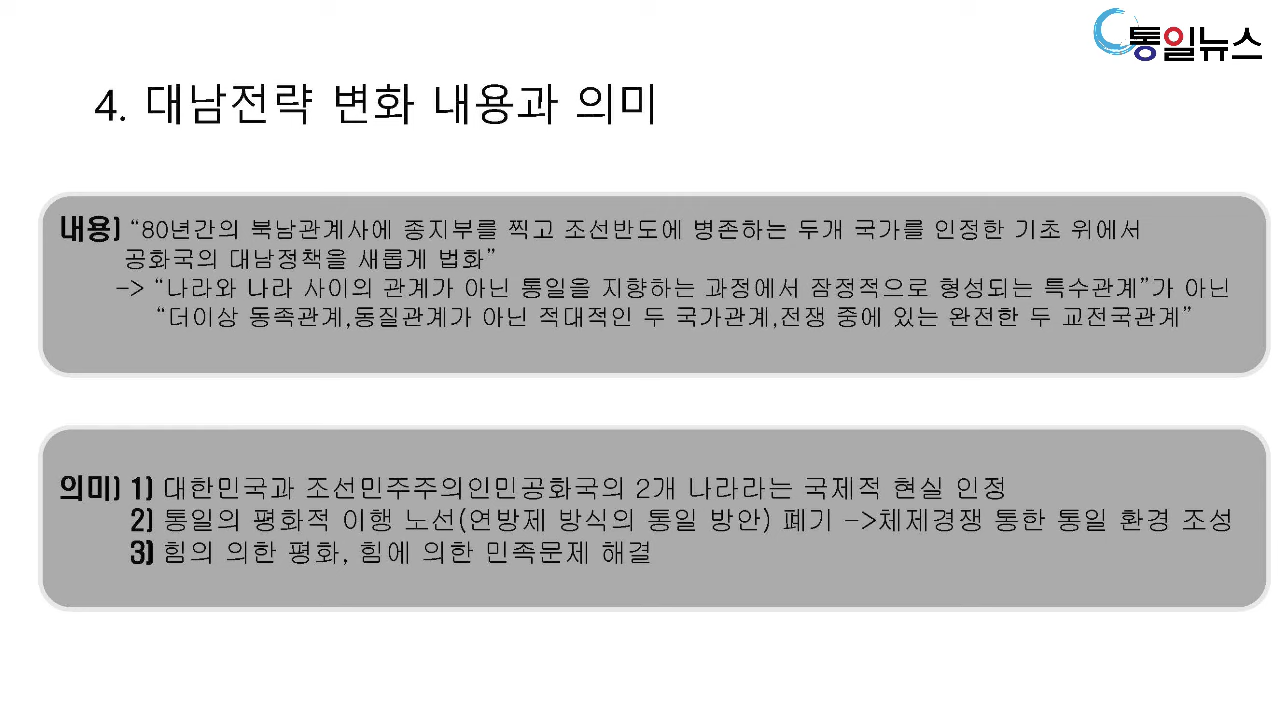 통일뉴스
4. 대남전략 변화 내용과 의미
내용) “80년간의 북남관계사에 종지부를 찍고 조선반도에 병존하는 두개 국가를 인정한 기초 위에서
공화국의 대남정책을 새롭게 법화”
-> “나라와 나라 사이의 관계가 아닌 통일을 지향하는 과정에서 잠정적으로 형성되는 특수관계”가 아닌
“더이상 동족관계,동질관계가 아닌 적대적인 두 국가관계,전쟁 중에 있는 완전한 두 교전국관계”
의미) 1) 대한민국과 조선민주주의인민공화국의 2개 나라라는 국제적 현실 인정
2) 통일의 평화적 이행 노선(연방제 방식의 통일 방안) 폐기 ->체제경쟁 통한 통일 환경 조성
3) 힘의 의한 평화, 힘에 의한 민족문제 해결